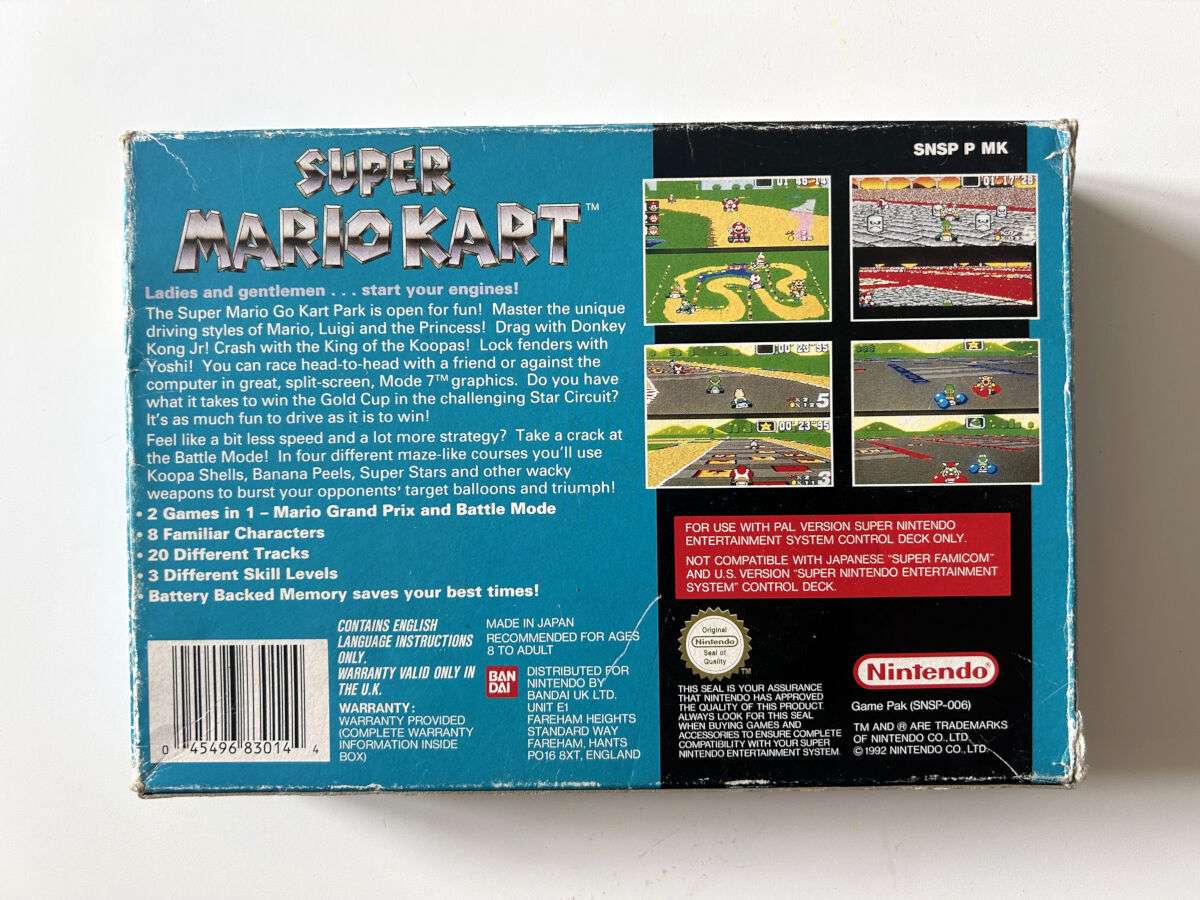 SUPER
MARIO KART™
Ladies and gentlemen . . . start your engines!
The Super Mario Go Kart Park is open for fun! Master the unique
driving styles of Mario, Luigi and the Princess! Drag with Donkey
Kong Jr! Crash with the King of the Koopas! Lock fenders with
Yoshi! You can race head-to-head with a friend or against the
computer in great, split-screen, Mode 7™ graphics. Do you have
what it takes to win the Gold Cup in the challenging Star Circuit?
It's as much fun to drive as it is to win!
Feel like a bit less speed and a lot more strategy? Take a crack at
the Battle Mode! In four different maze-like courses you'll use
Koopa Shells, Banana Peels, Super Stars and other wacky
weapons to burst your opponents' target balloons and triumph!
• 2 Games in 1 – Mario Grand Prix and Battle Mode
• 8 Familiar Characters
• 20 Different Tracks
• 3 Different Skill Levels
• Battery Backed Memory saves your best times!
0 45496 83014 4
CONTAINS ENGLISH
LANGUAGE INSTRUCTIONS
ONLY.
WARRANTY VALID ONLY IN
THE U.K.
WARRANTY:
WARRANTY PROVIDED
(COMPLETE WARRANTY
INFORMATION INSIDE
BOX)
MADE IN JAPAN
RECOMMENDED FOR AGES
8 TO ADULT
BAN
DAI
DISTRIBUTED FOR
NINTENDO BY
BANDAI UK LTD.
UNIT E1
FAREHAM HEIGHTS
STANDARD WAY
FAREHAM, HANTS
PO16 8XT, ENGLAND
SNSP P MK
00'23"95
5
00'23"95
3
FOR USE WITH PAL VERSION SUPER NINTENDO
ENTERTAINMENT SYSTEM CONTROL DECK ONLY.
NOT COMPATIBLE WITH JAPANESE "SUPER FAMICOM"
AND U.S. VERSION "SUPER NINTENDO ENTERTAINMENT
SYSTEM" CONTROL DECK.
Original
Nintendo
Seal of
Quality
TM
THIS SEAL IS YOUR ASSURANCE
THAT NINTENDO HAS APPROVED
THE QUALITY OF THIS PRODUCT.
ALWAYS LOOK FOR THIS SEAL
WHEN BUYING GAMES AND
ACCESSORIES TO ENSURE COMPLETE
COMPATIBILITY WITH YOUR SUPER
NINTENDO ENTERTAINMENT SYSTEM.
Nintendo®
Game Pak (SNSP-006)
TM AND ® ARE TRADEMARKS
OF NINTENDO CO., LTD.
© 1992 NINTENDO CO., LTD.